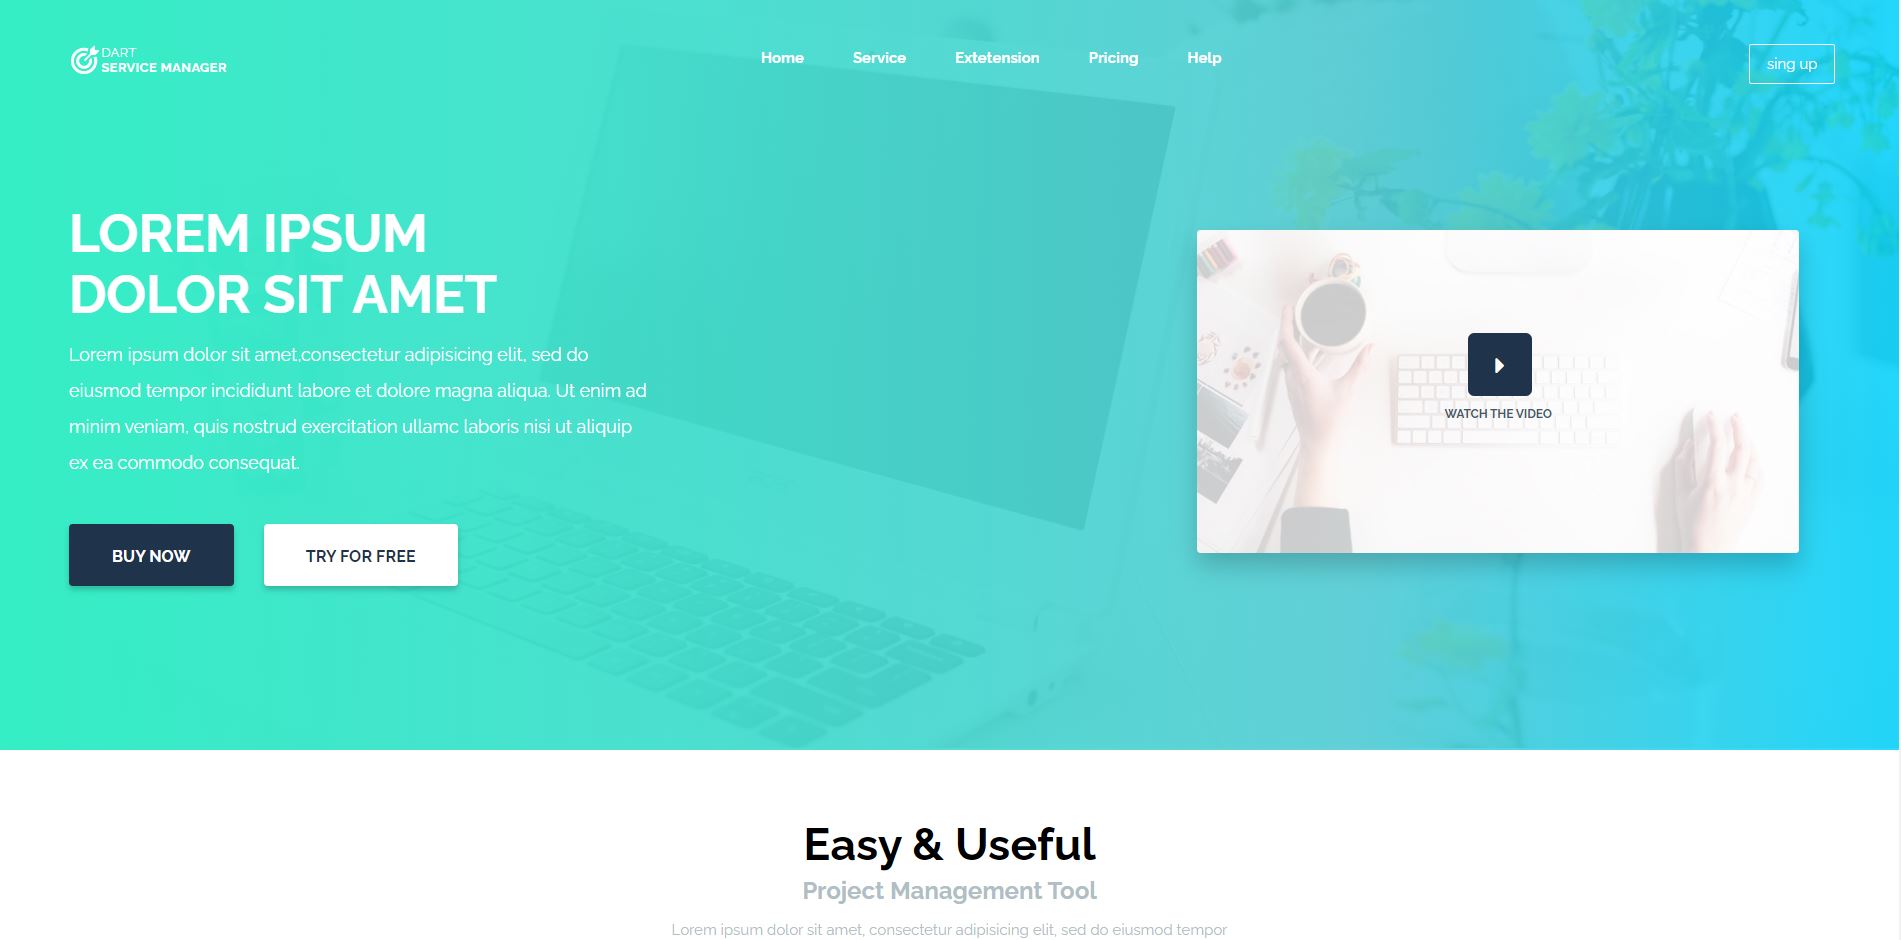 DART
SERVICE MANAGER
Home
Service
Extetension
Pricing
Help
sing up
LOREM IPSUM
DOLOR SIT AMET
Lorem ipsum dolor sit amet,consectetur adipisicing elit, sed do
eiusmod tempor incididunt labore et dolore magna aliqua. Ut enim ad
minim veniam, quis nostrud exercitation ullamc laboris nisi ut aliquip
ex ea commodo consequat.
BUY NOW
TRY FOR FREE
WATCH THE VIDEO
Easy & Useful
Project Management Tool
Lorem ipsum dolor sit amet, consectetur adipisicing elit, sed do eiusmod tempor